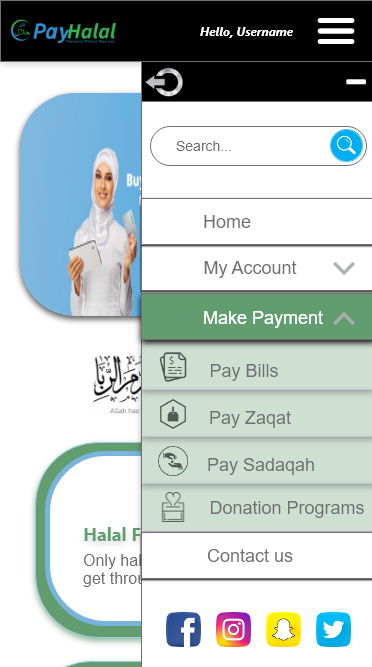 PayHalal
Hello, Username
Search...
Buy
Home
My Account
Make Payment
Pay Bills
Pay Zaqat
Pay Sadaqah
Donation Programs
Contact us
Allah has
Halal F
Only hal
get throu